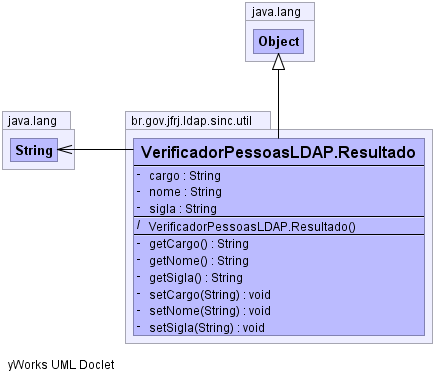 java.lang
Object
java.lang
String
br.gov.jfrj.ldap.sinc.util
VerificadorPessoasLDAP.Resultado
- cargo : String
- nome : String
- sigla : String
/ VerificadorPessoasLDAP.Resultado()
- getCargo() : String
- getNome() : String
- getSigla() : String
- setCargo(String) : void
- setNome(String) : void
- setSigla(String) : void
yWorks UML Doclet